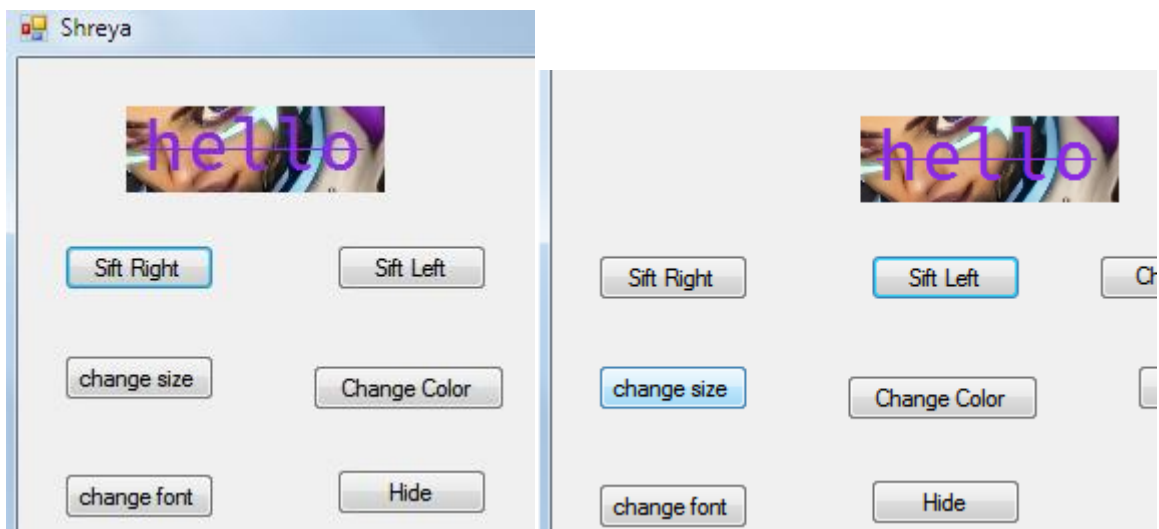 Shreya
hello
Sift Right Sift Left
change size Change Color
change font Hide
hello
Sift Right Sift Left Ch
change size Change Color
change font Hide